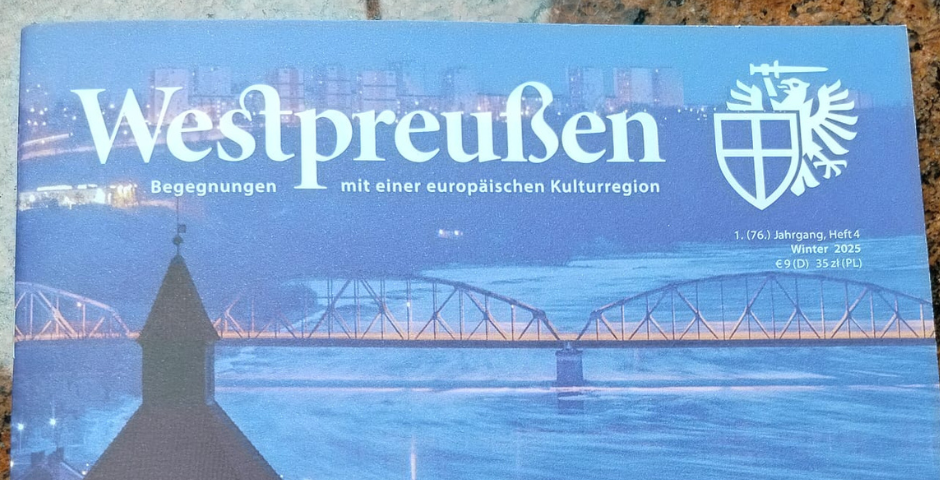 Westpreußen
Begegnungen mit einer europäischen Kulturregion
1. (76.) Jahrgang, Heft 4
Winter 2025
€ 9 (D) 35 zł (PL)